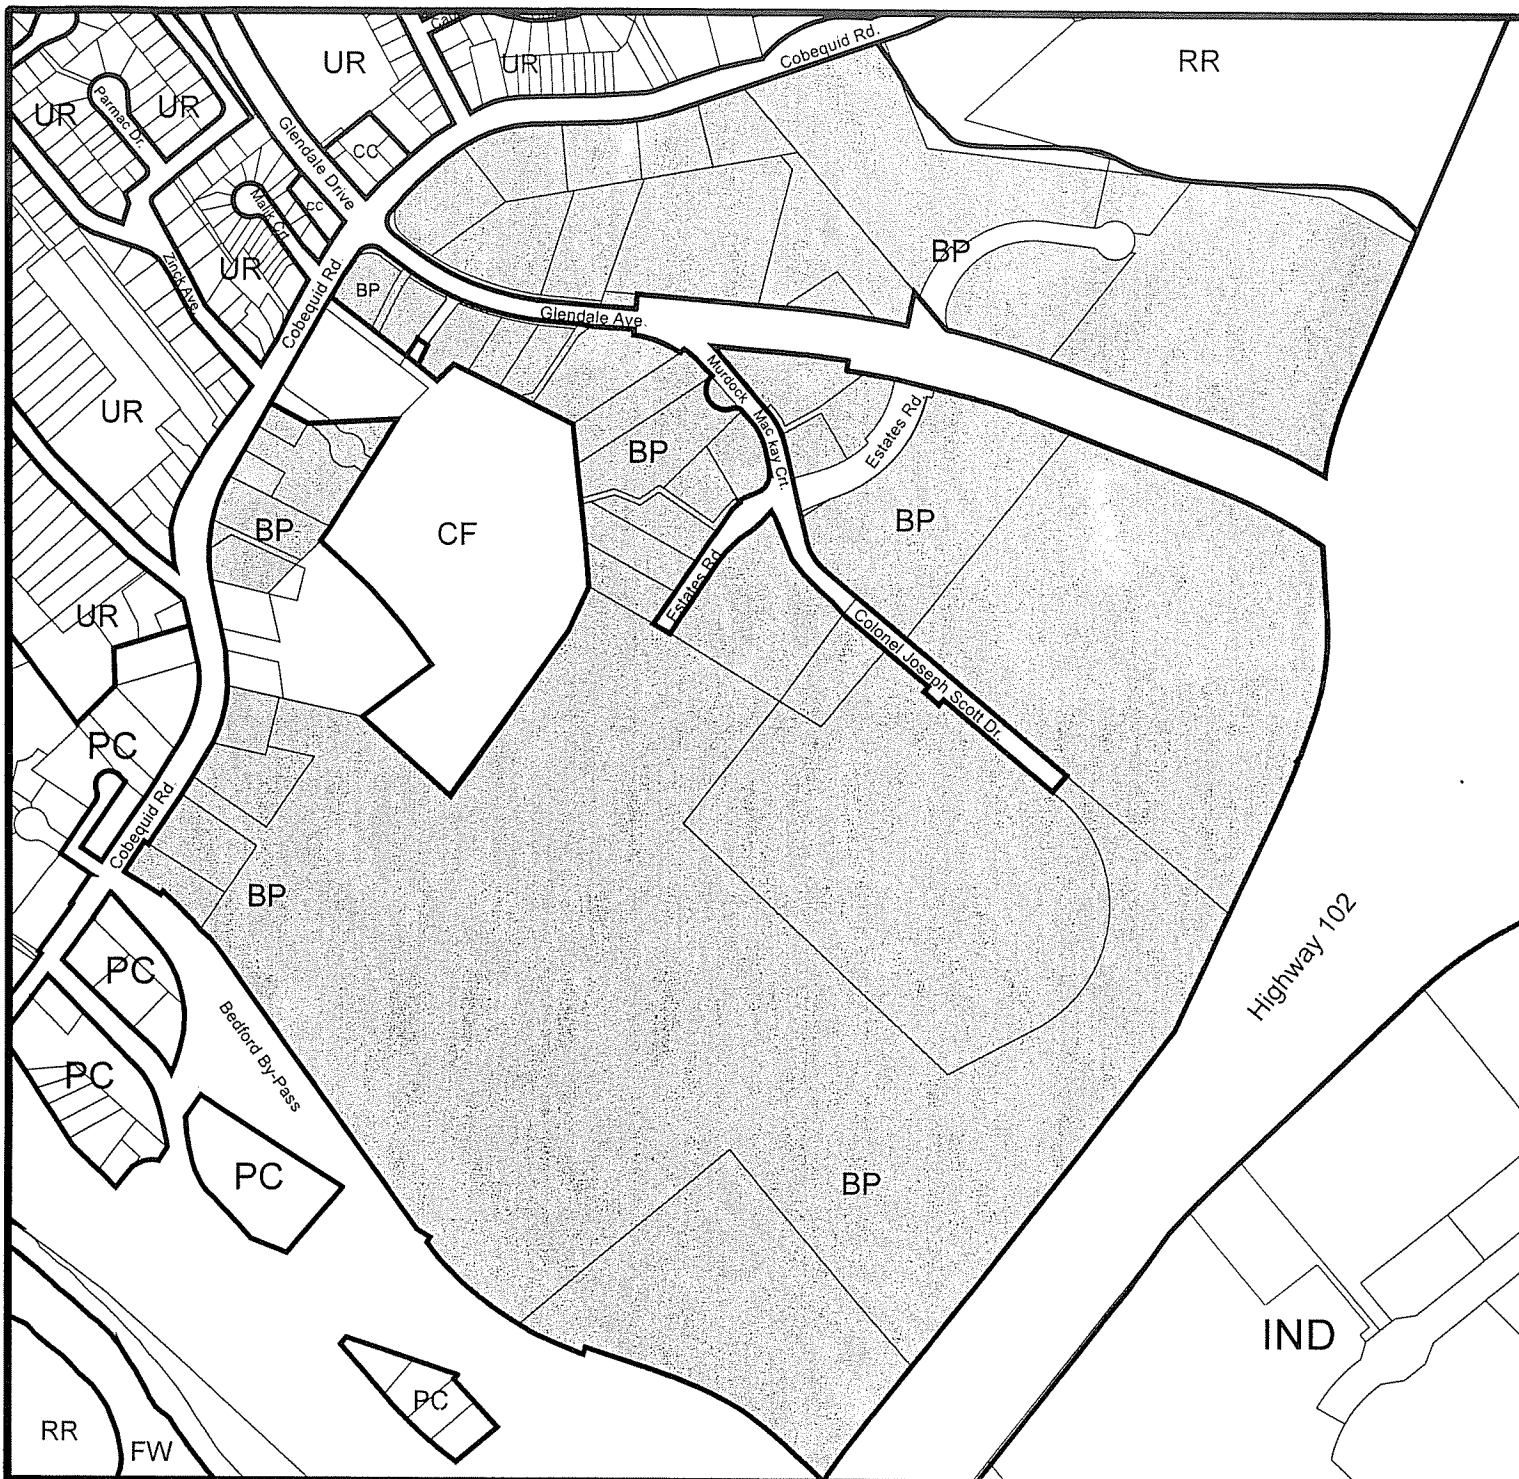 UR
UR
RR
Cobequid Rd.
UR
UR
Parmac Dr.
Glendale Drive
CC
CC
Malik Crt.
UR
Zinck Ave.
Cobequid Rd.
BP
BP
Glendale Ave.
Murdock Mac kay Crt.
Estates Rd.
UR
BP
BP
CF
BP
Estates Rd.
UR
Colonel Joseph Scott Dr.
PC
Cobequid Rd.
BP
Highway 102
PC
Bedford By-Pass
PC
PC
BP
IND
PC
RR
FW